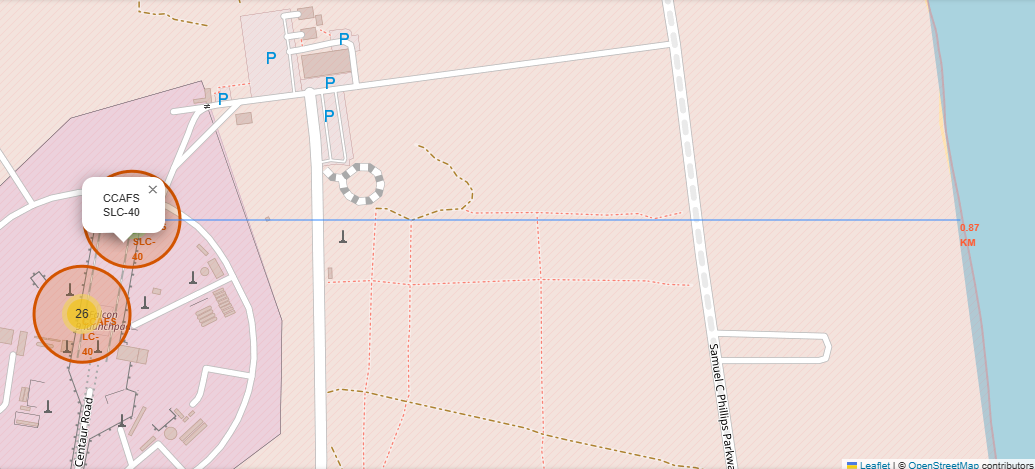 P
P
P
P
P
CCAFS
SLC-40
×
SLC-
40
0.87
KM
26
LC-
40
Samuel C Phillips Parkwa
Centaur Road
Leaflet | © OpenStreetMap contributors